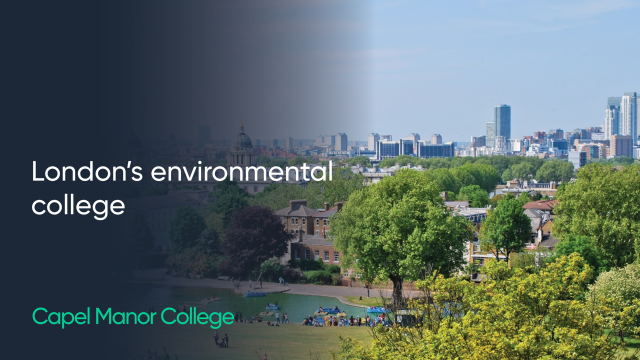 London's environmental
college
Capel Manor College